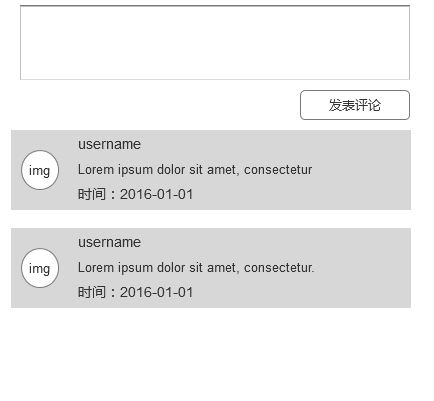 发表评论
username
img
Lorem ipsum dolor sit amet, consectetur
时间：2016-01-01
username
img
Lorem ipsum dolor sit amet, consectetur.
时间：2016-01-01